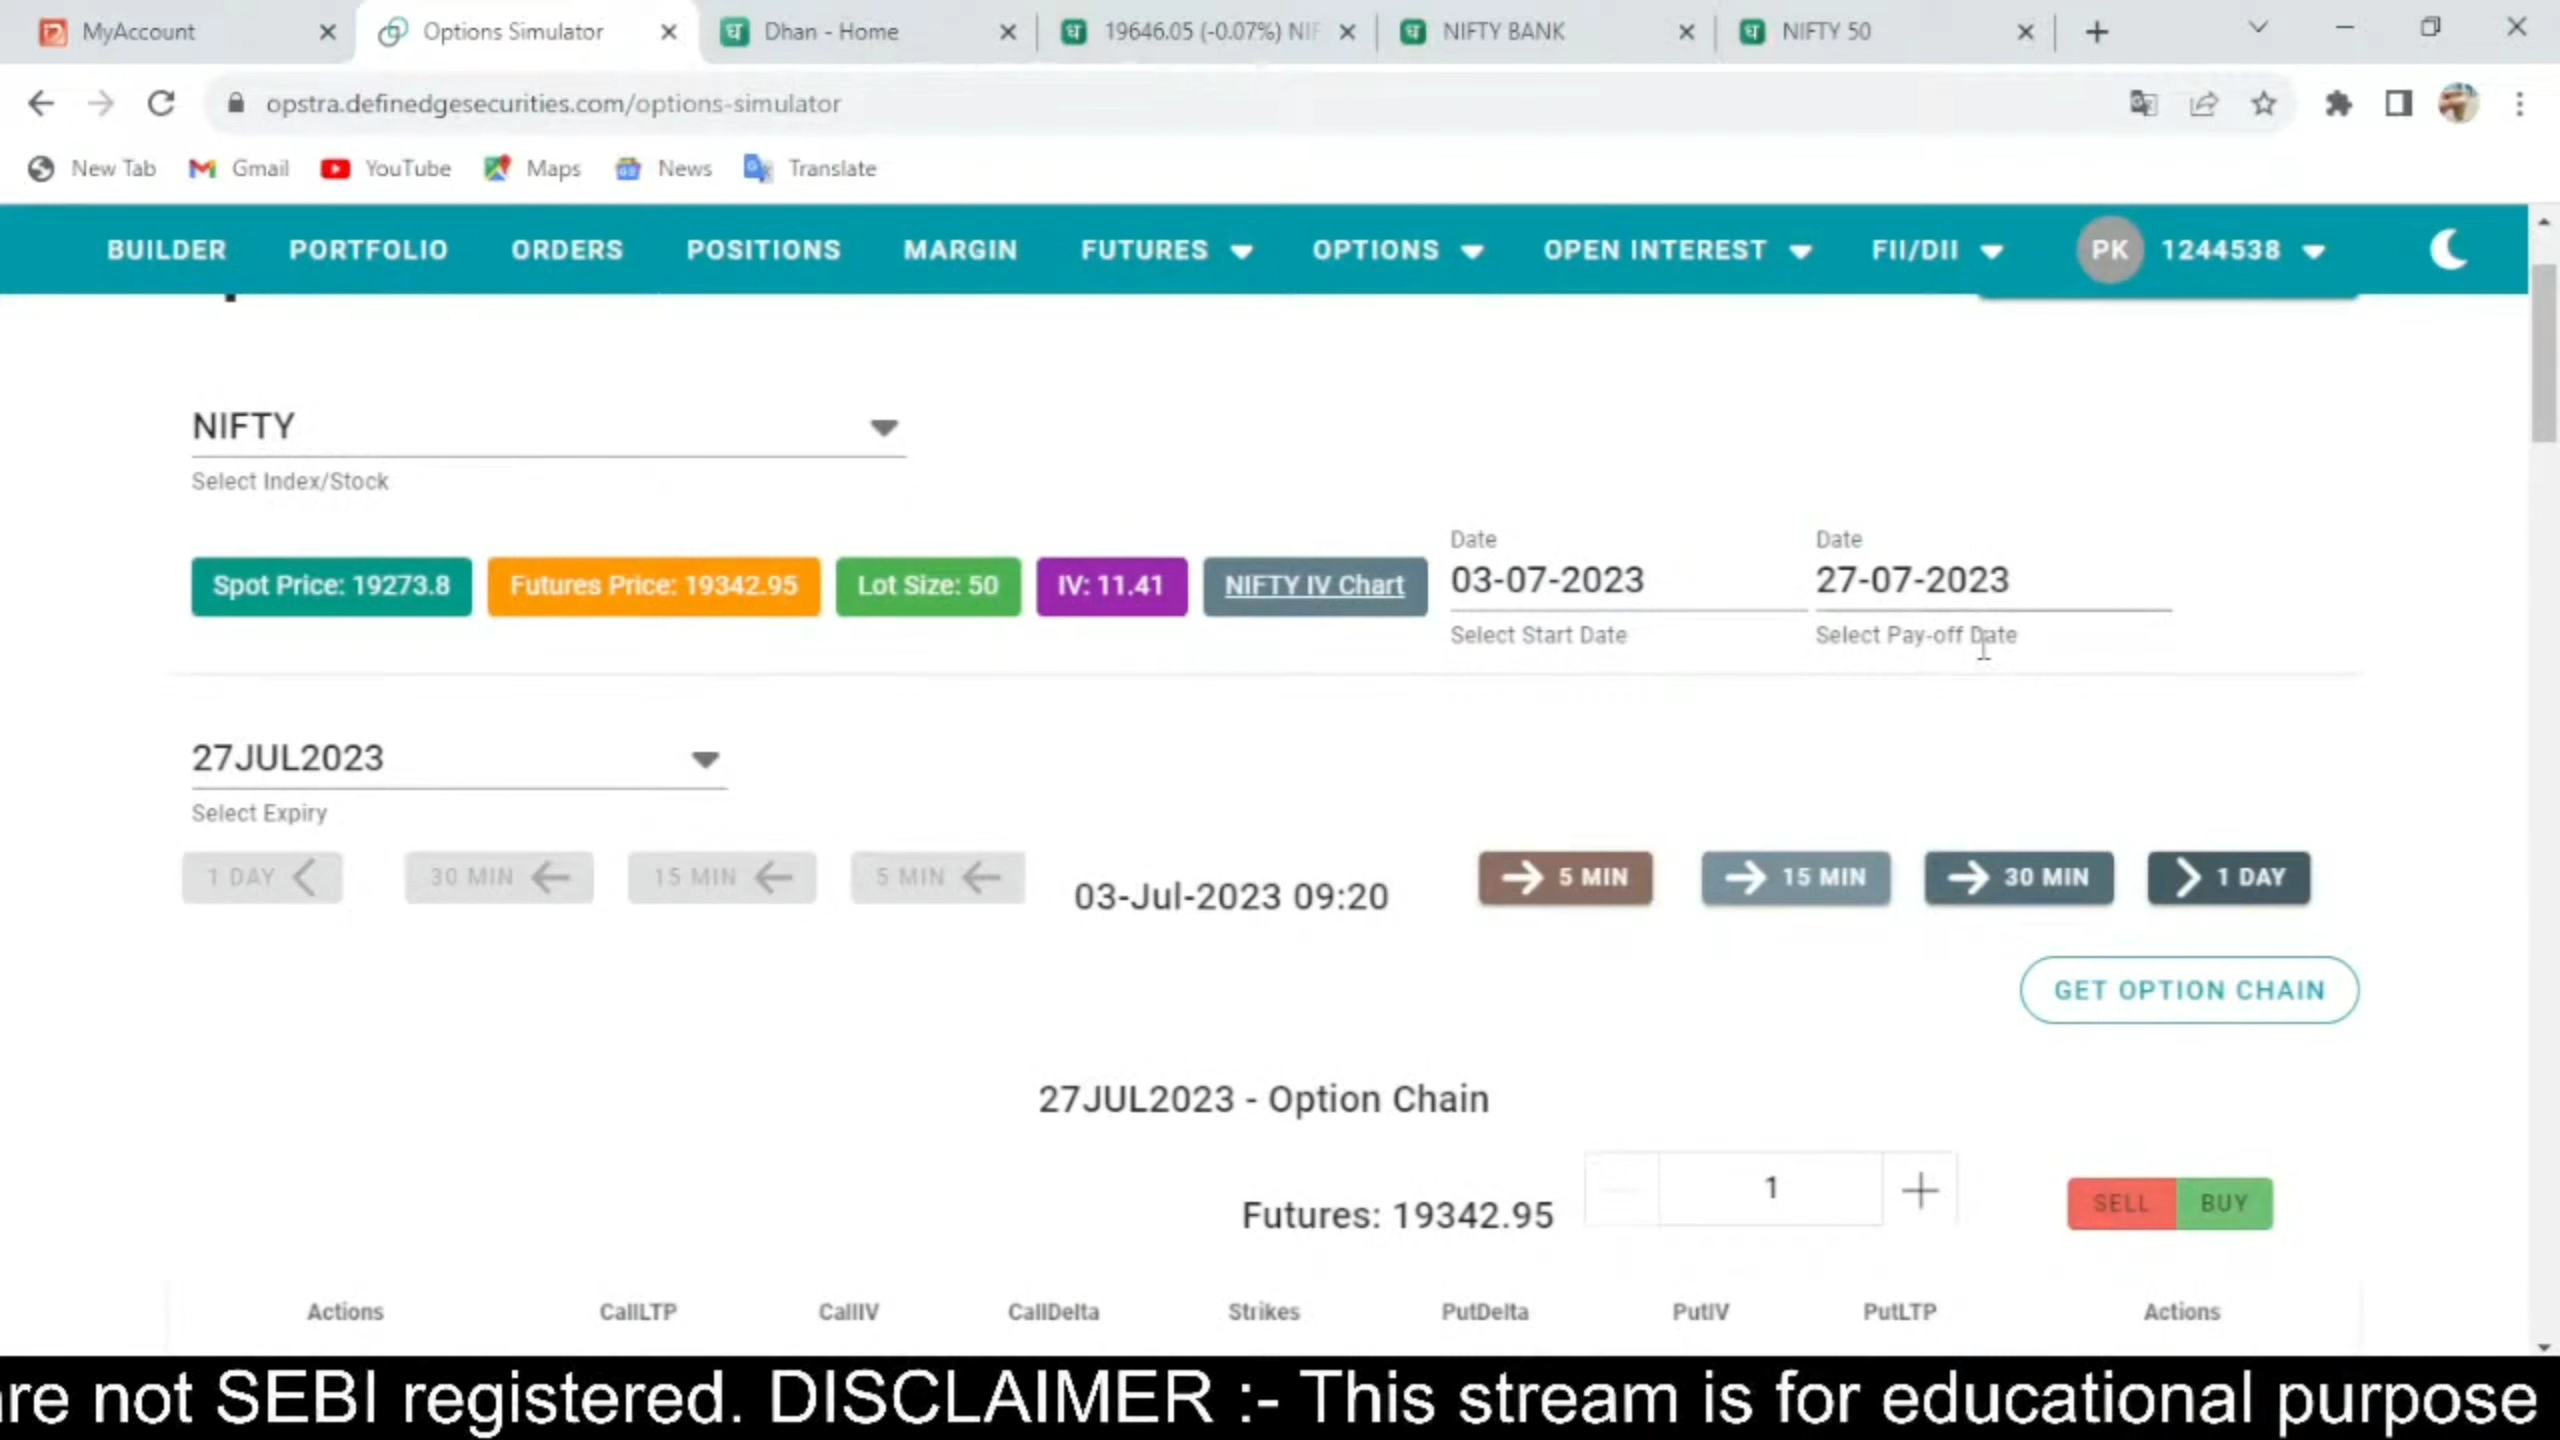 MyAccount
Options Simulator
Dhan - Home
19646.05 (-0.07%) NIF
NIFTY BANK
NIFTY 50
opstra.definedgesecurities.com/options-simulator
New Tab
Gmail
YouTube
Maps
News
Translate
BUILDER
PORTFOLIO
ORDERS
POSITIONS
MARGIN
FUTURES
OPTIONS
OPEN INTEREST
FII/DII
PK
1244538
NIFTY
Select Index/Stock
Spot Price: 19273.8
Futures Price: 19342.95
Lot Size: 50
IV: 11.41
NIFTY IV Chart
Date
03-07-2023
Select Start Date
Date
27-07-2023
Select Pay-off Date
27JUL2023
Select Expiry
1 DAY
30 MIN
15 MIN
5 MIN
03-Jul-2023 09:20
5 MIN
15 MIN
30 MIN
1 DAY
GET OPTION CHAIN
27JUL2023 - Option Chain
Futures: 19342.95
1
SELL
BUY
Actions
CallLTP
CallIV
CallDelta
Strikes
PutDelta
PutIV
PutLTP
Actions
are not SEBI registered. DISCLAIMER :- This stream is for educational purpose